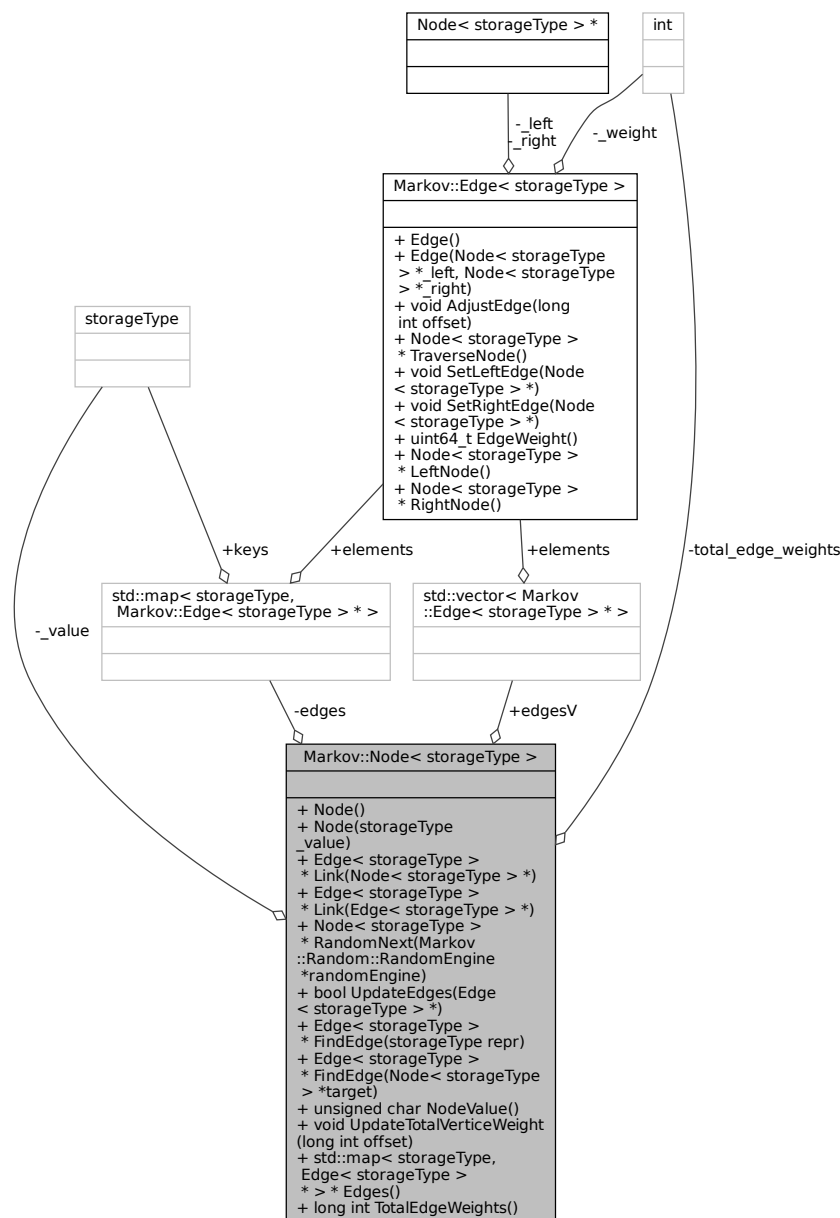 Node< storageType > *
int
-_left
-_right
-_weight
Markov::Edge< storageType >
+ Edge()
+ Edge(Node< storageType
> *_left, Node< storageType
> *_right)
+ void AdjustEdge(long
int offset)
+ Node< storageType >
* TraverseNode()
+ void SetLeftEdge(Node
< storageType > *)
+ void SetRightEdge(Node
< storageType > *)
+ uint64_t EdgeWeight()
+ Node< storageType >
* LeftNode()
+ Node< storageType >
* RightNode()
storageType
+keys
+elements
+elements
-total_edge_weights
std::map< storageType,
Markov::Edge< storageType > * >
std::vector< Markov
::Edge< storageType > * >
-_value
-edges
+edgesV
Markov::Node< storageType >
+ Node()
+ Node(storageType
_value)
+ Edge< storageType >
* Link(Node< storageType > *)
+ Edge< storageType >
* Link(Edge< storageType > *)
+ Node< storageType >
* RandomNext(Markov
::Random::RandomEngine
*randomEngine)
+ bool UpdateEdges(Edge
< storageType > *)
+ Edge< storageType >
* FindEdge(storageType repr)
+ Edge< storageType >
* FindEdge(Node< storageType
> *target)
+ unsigned char NodeValue()
+ void UpdateTotalVerticeWeight
(long int offset)
+ std::map< storageType,
Edge< storageType >
* > * Edges()
+ long int TotalEdgeWeights()